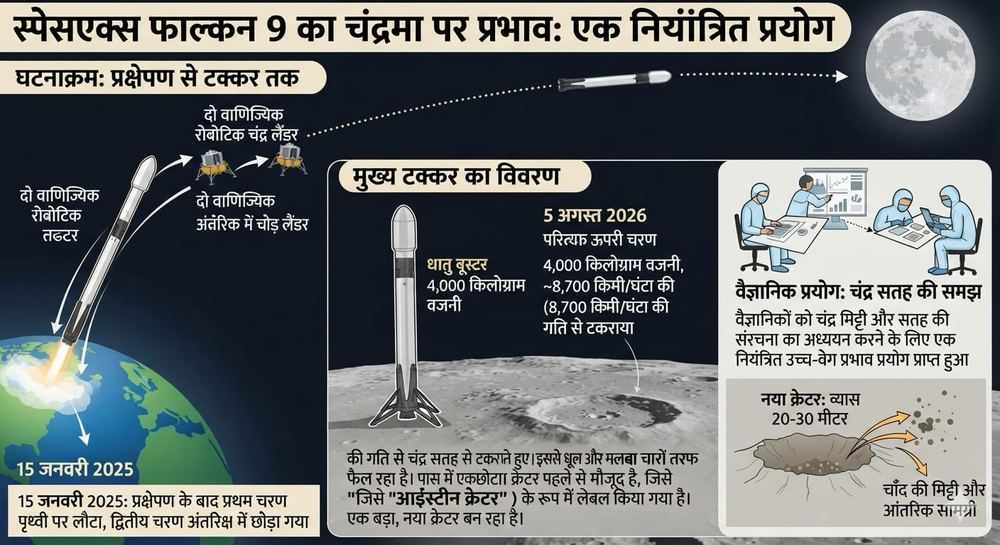 स्पेसएक्स फाल्कन 9 का चंद्रमा पर प्रभाव: एक नियंत्रित प्रयोग
घटनाक्रम: प्रक्षेपण से टक्कर तक
दो वाणिज्यिक
रोबोटिक चंद्र लैंडर
दो वाणिज्यिक
रोबोटिक
दो वाणिज्यिक
में चोड़ लैंडर
15 जनवरी 2025
15 जनवरी 2025: प्रक्षेपण के बाद प्रथम चरण
पृथ्वी पर लौटा, द्वितीय चरण अंतरिक्ष में छोड़ा गया
मुख्य टक्कर का विवरण
धातु बूस्टर
4,000 किलोग्राम
वजनी
5 अगस्त 2026
ऊपरी चरण
4,000 किलोग्राम वजनी,
~8,700 किमी/घंटा की
(8,700 किमी/घंटा की
गति से टकराया
की गति से चंद्र सतह से टकराते हुए। इससे धूल और मलबा चारों तरफ
फैल रहा है। पास में एकछोटा। क्रेटर पहले से मौजूद है, जिसे
"जिसे "आईस्टीन क्रेटर" ) के रूप में लेबल किया गया है।
एक बड़ा, नया क्रेटर बन रहा है।
वैज्ञानिक प्रयोग: चंद्र सतह की समझ
वैज्ञानिकों को चंद्र मिट्टी और सतह की
संरचना का अध्ययन करने के लिए एक
नियंत्रित उच्च-वेग प्रभाव प्रयोग प्राप्त हुआ
नया क्रेटर: व्यास
20-30 मीटर
चाँद की मिट्टी और
आंतरिक सामग्री